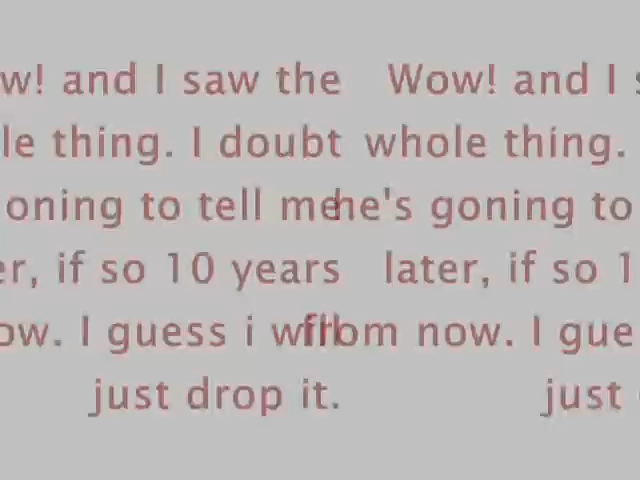 w! and I saw the Wow! and I s
le thing. I doubt whole thing.
oning to tell me he's goning to
er, if so 10 years later, if so 1
ow. I guess i will from now. I gue
just drop it. just